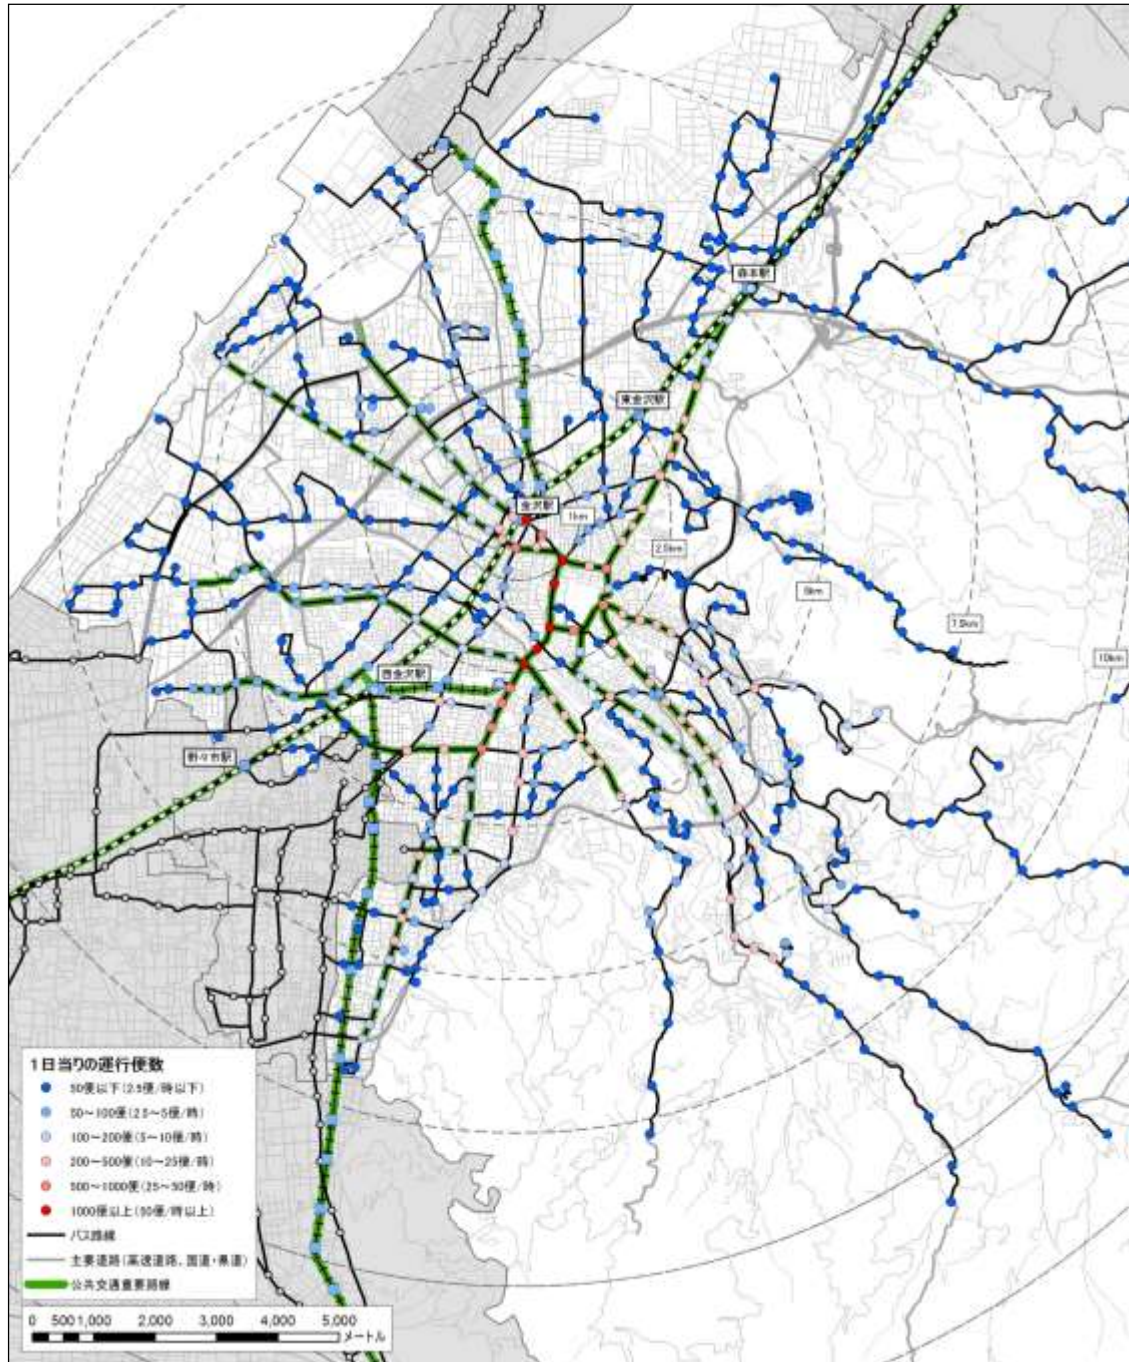 森本駅
東金沢駅
金沢駅
1km
2.5km
5km
7.5km
10km
西金沢駅
野々市駅
1日当りの運行便数
50便以下(2.5便/時以下)
50～100便(2.5～5便/時)
100～200便(5～10便/時)
200～500便(10～25便/時)
500～1000便(25～50便/時)
1000便以上(50便/時以上)
バス路線
主要道路(高速道路、国道・県道)
公共交通重要路線
0 500 1,000 2,000 3,000 4,000 5,000
メートル